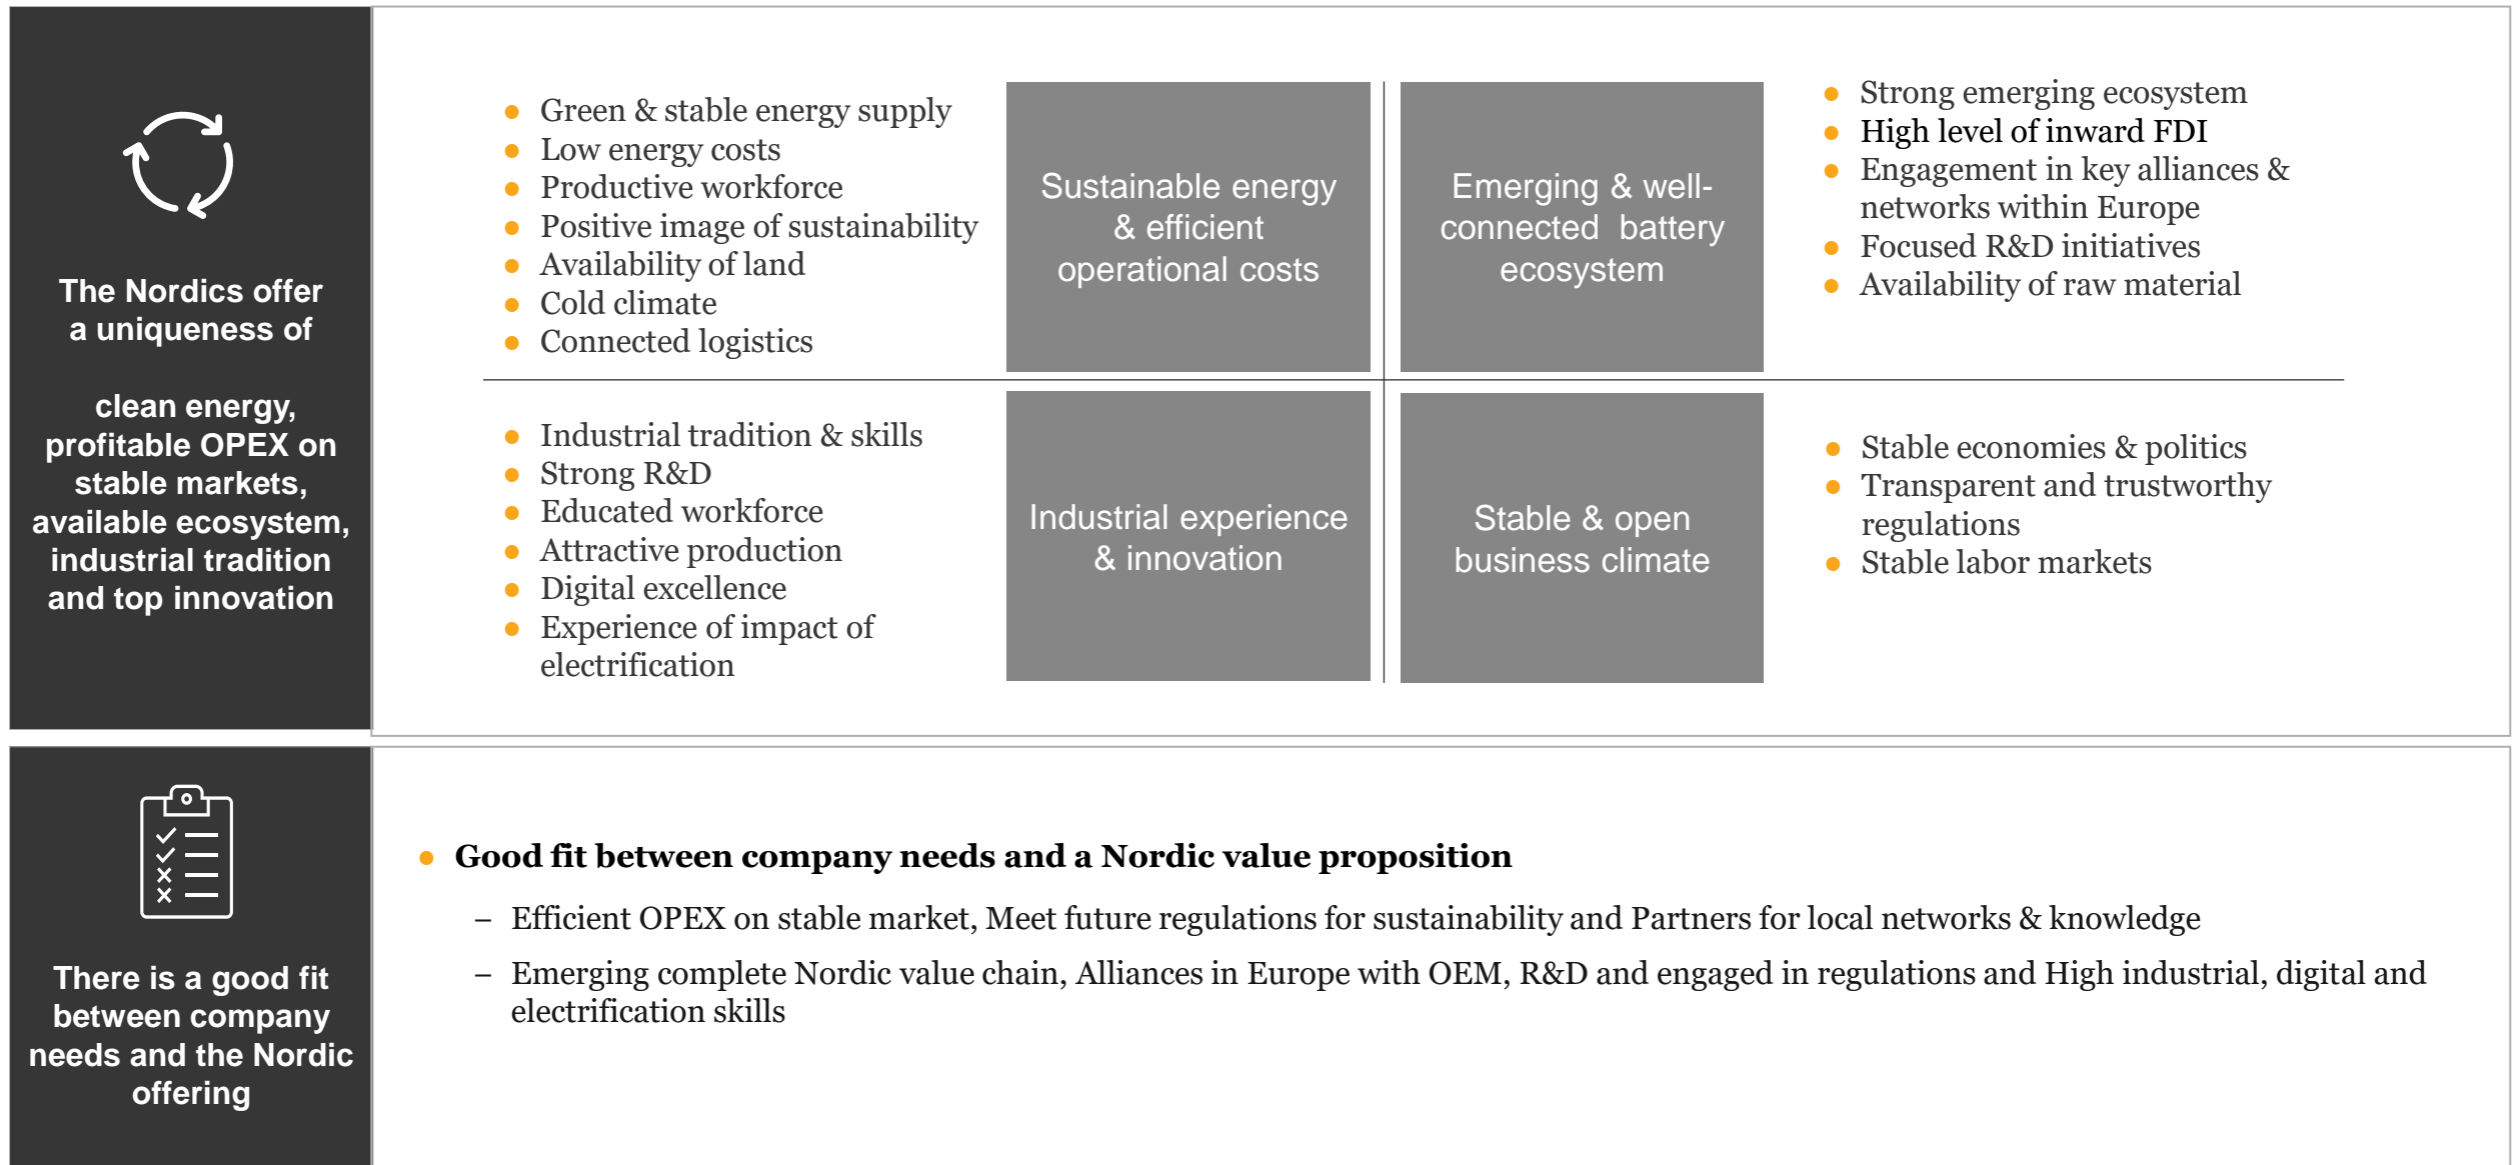 The Nordics offer
a uniqueness of
clean energy,
profitable OPEX on
stable markets,
available ecosystem,
industrial tradition
and top innovation
● Green & stable energy supply
● Low energy costs
● Productive workforce
● Positive image of sustainability
● Availability of land
● Cold climate
● Connected logistics
Sustainable energy
& efficient
operational costs
Emerging & well-
connected battery
ecosystem
● Strong emerging ecosystem
● High level of inward FDI
● Engagement in key alliances &
networks within Europe
● Focused R&D initiatives
● Availability of raw material
● Industrial tradition & skills
● Strong R&D
● Educated workforce
● Attractive production
● Digital excellence
● Experience of impact of
electrification
Industrial experience
& innovation
Stable & open
business climate
● Stable economies & politics
● Transparent and trustworthy
regulations
● Stable labor markets
There is a good fit
between company
needs and the Nordic
offering
● Good fit between company needs and a Nordic value proposition
– Efficient OPEX on stable market, Meet future regulations for sustainability and Partners for local networks & knowledge
– Emerging complete Nordic value chain, Alliances in Europe with OEM, R&D and engaged in regulations and High industrial, digital and
electrification skills